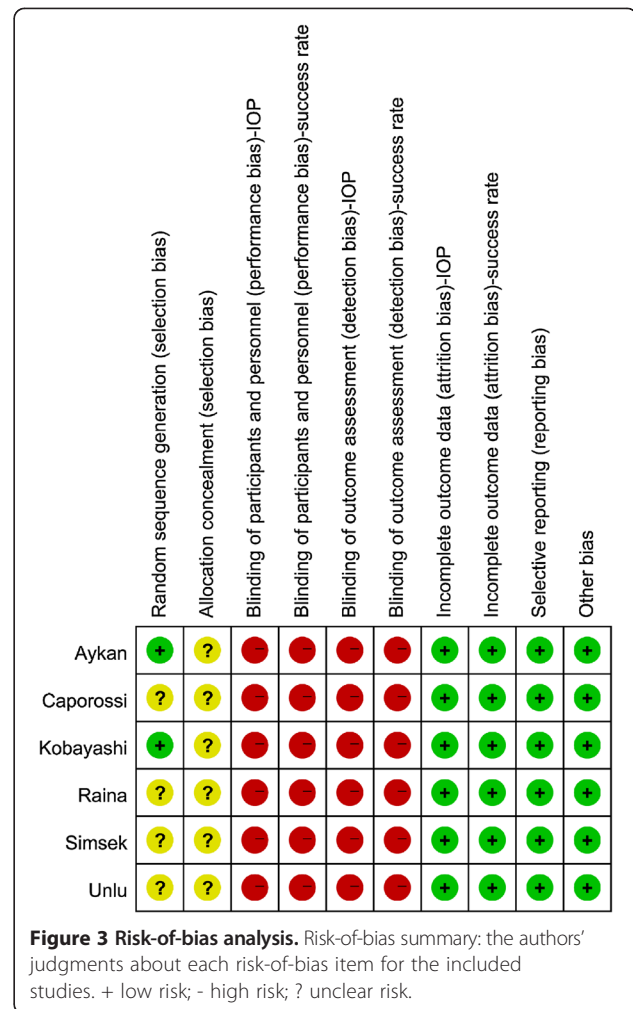 Random sequence generation (selection bias)
Allocation concealment (selection bias)
Blinding of participants and personnel (performance bias)-IOP
Blinding of participants and personnel (performance bias)-success rate
Blinding of outcome assessment (detection bias)-IOP
Blinding of outcome assessment (detection bias)-success rate
Incomplete outcome data (attrition bias)-IOP
Incomplete outcome data (attrition bias)-success rate
Selective reporting (reporting bias)
Other bias
Aykan + ? - - - - + + + +
Caporossi ? ? - - - - + + + +
Kobayashi + ? - - - - + + + +
Raina ? ? - - - - + + + +
Simsek ? ? - - - - + + + +
Unlu ? ? - - - - + + + +
Figure 3 Risk-of-bias analysis. Risk-of-bias summary: the authors'
judgments about each risk-of-bias item for the included
studies. + low risk; - high risk; ? unclear risk.